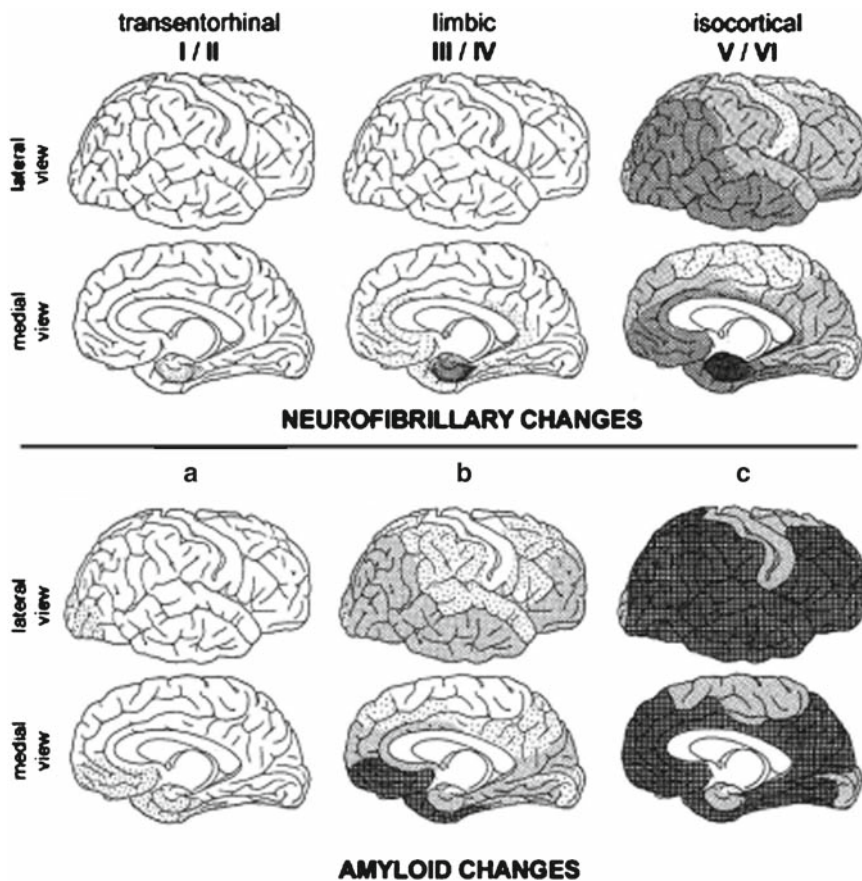 transentorhinal limbic isocortical
I / II III / IV V / VI
lateral view
medial view
NEUROFIBRILLARY CHANGES
a b c
lateral view
medial view
AMYLOID CHANGES